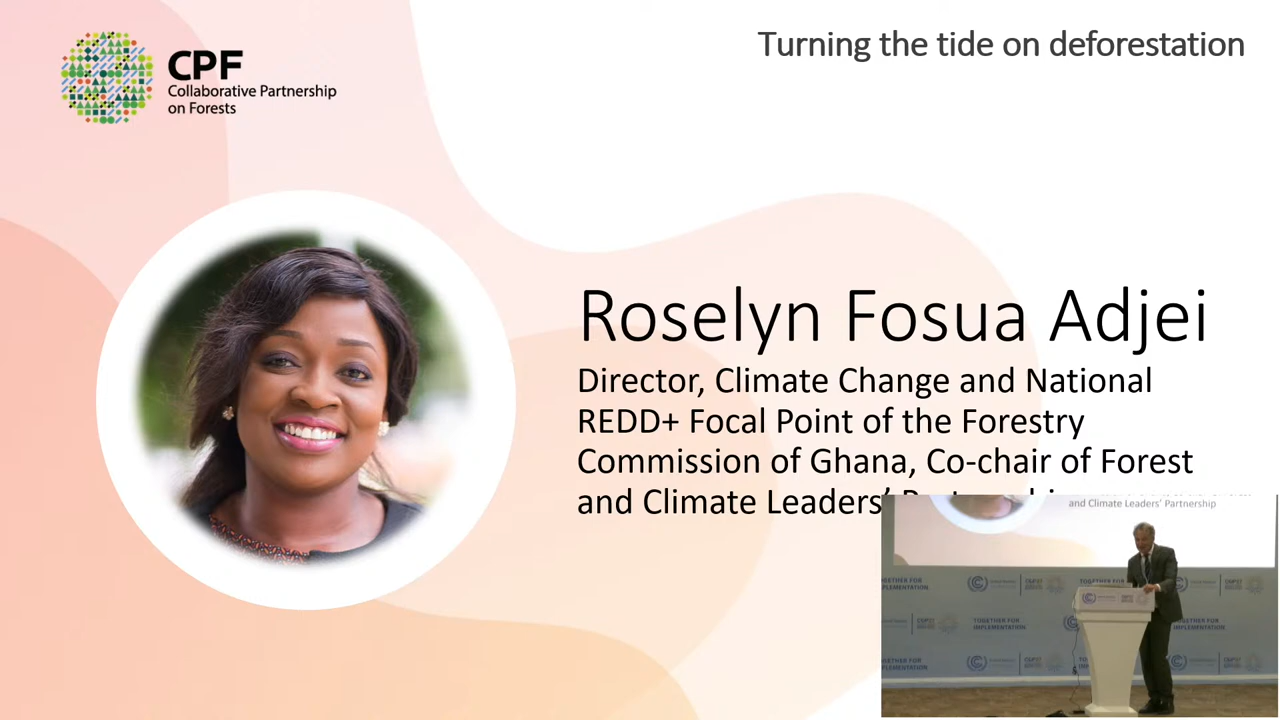 Turning the tide on deforestation
CPF
Collaborative Partnership
on Forests
Roselyn Fosua Adjei
Director, Climate Change and National
REDD+ Focal Point of the Forestry
Commission of Ghana, Co-chair of Forest
and Climate Leaders’
and Climate Leaders’ Partnership
TOGETHER FOR
IMPLEMENTATION